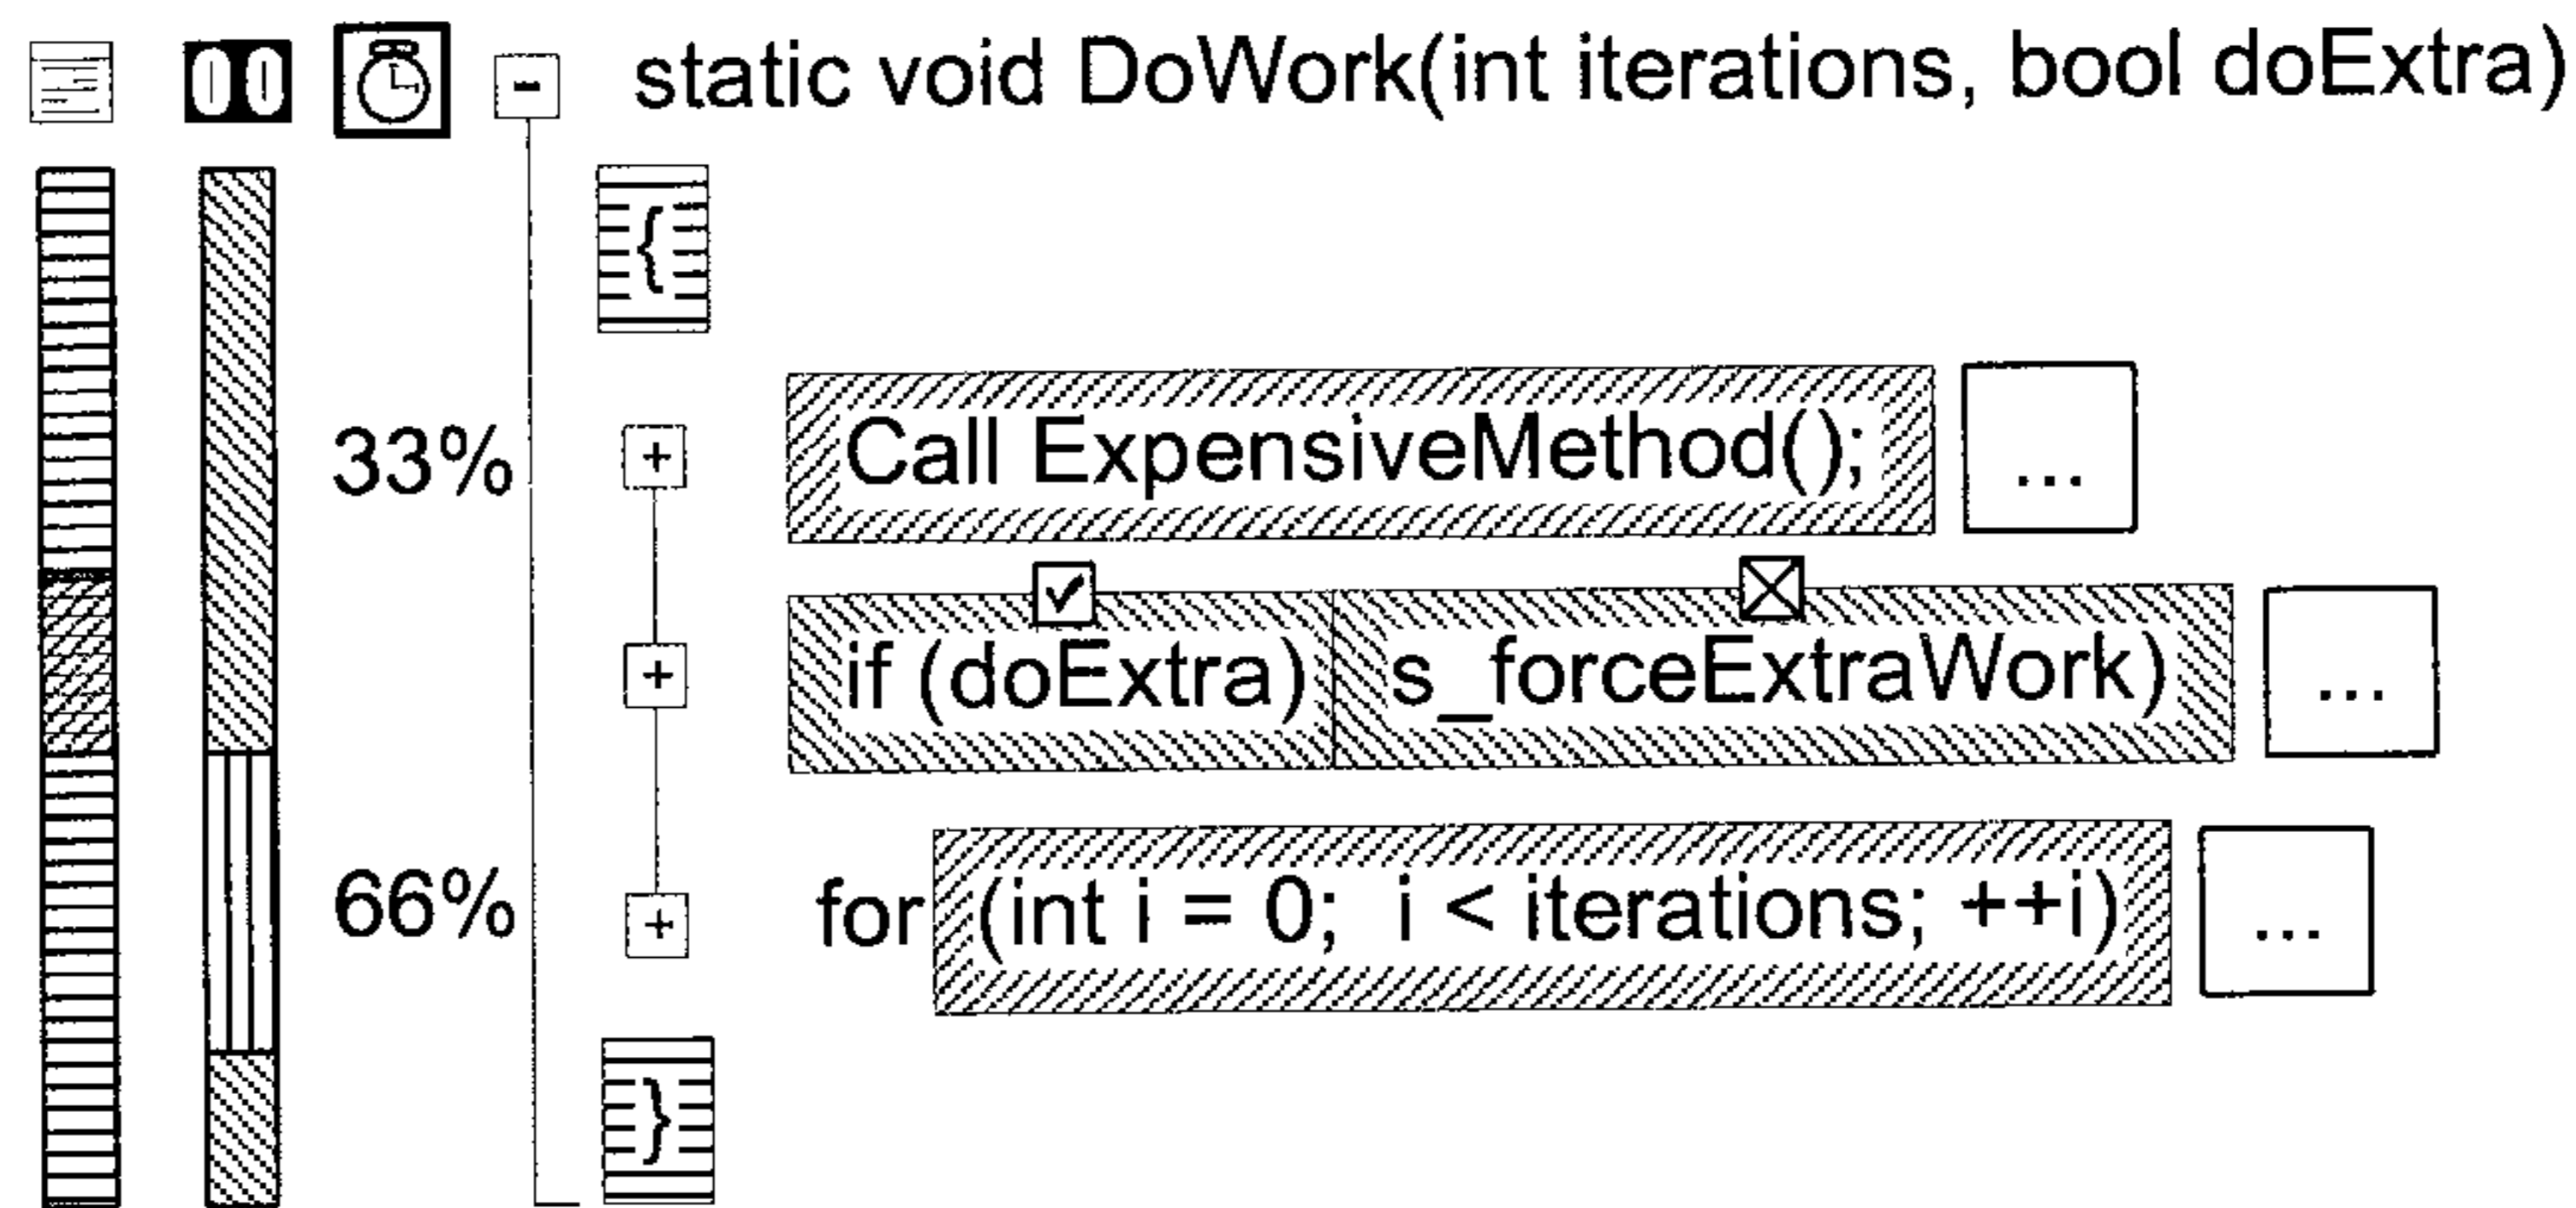 static void DoWork(int iterations, bool doExtra)
{
33% + Call ExpensiveMethod(); ...
+ if (doExtra) s_forceExtraWork) ...
66% + for (int i = 0; i < iterations; ++i) ...
}